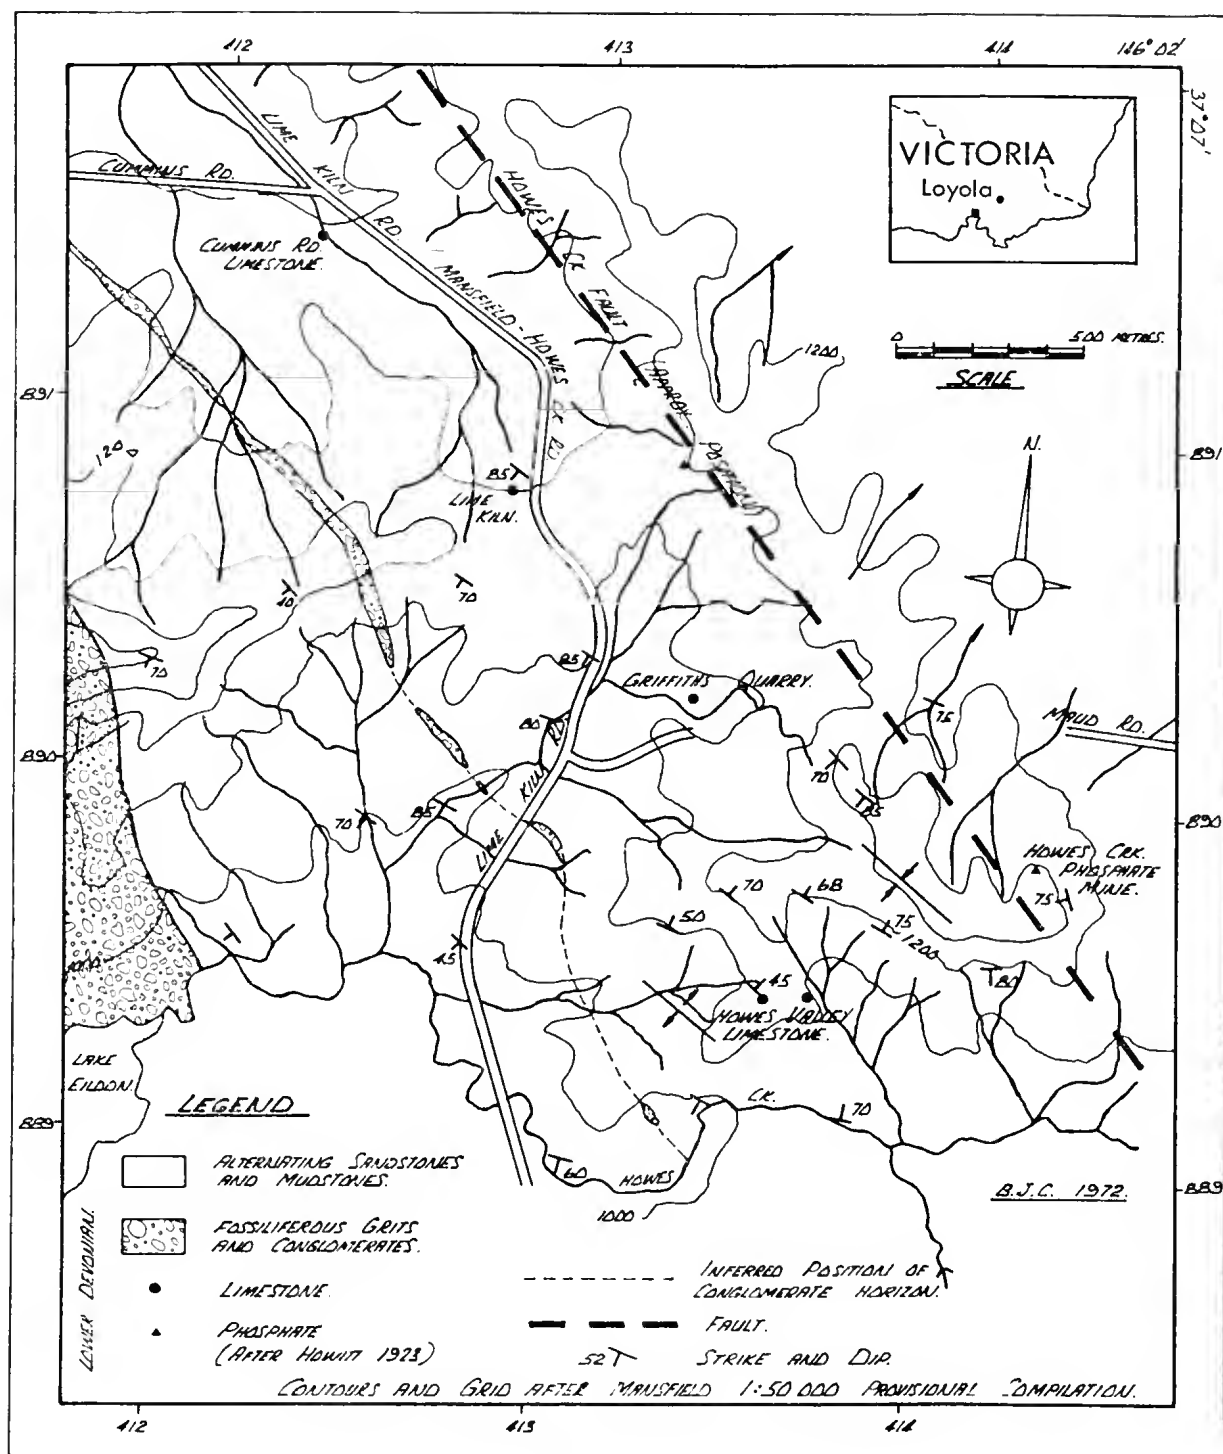 412
413
414
146° 02'
37° 07'
VICTORIA
Loyola
LIME KILN RD.
CUMMINS RD.
CUMMINS RD.
LIMESTONE.
HOWES CK FAULT (APPROX POSITION)
MANSFIELD - HOWES CK RD.
0 500 METRES.
SCALE
1200
891
891
1200
N.
85
LIME
KILN.
40
70
70
85
GRIFFITHS QUARRY.
75
MAUD RD.
80
890
70
85
890
70
85
LIME KILN RD.
HOWES CRK.
PHOSPHATE
MINE.
75
70
68
50
75
1200
45
80
1000
45
HOWES VALLEY
LIMESTONE.
LAKE
EILDON.
LEGEND
889
CK.
70
60
HOWES
1000
B.J.C. 1972.
889
LOWER DEVONIAN.
ALTERNATING SANDSTONES
AND MUDSTONES.
FOSSILIFEROUS GRITS
AND CONGLOMERATES.
LIMESTONE.
PHOSPHATE
(AFTER HOWITT 1923)
INFERRED POSITION OF
CONGLOMERATE HORIZON.
FAULT.
52 STRIKE AND DIP.
CONTOURS AND GRID AFTER MANSFIELD 1:50 000 PROVISIONAL COMPILATION.
412
413
414